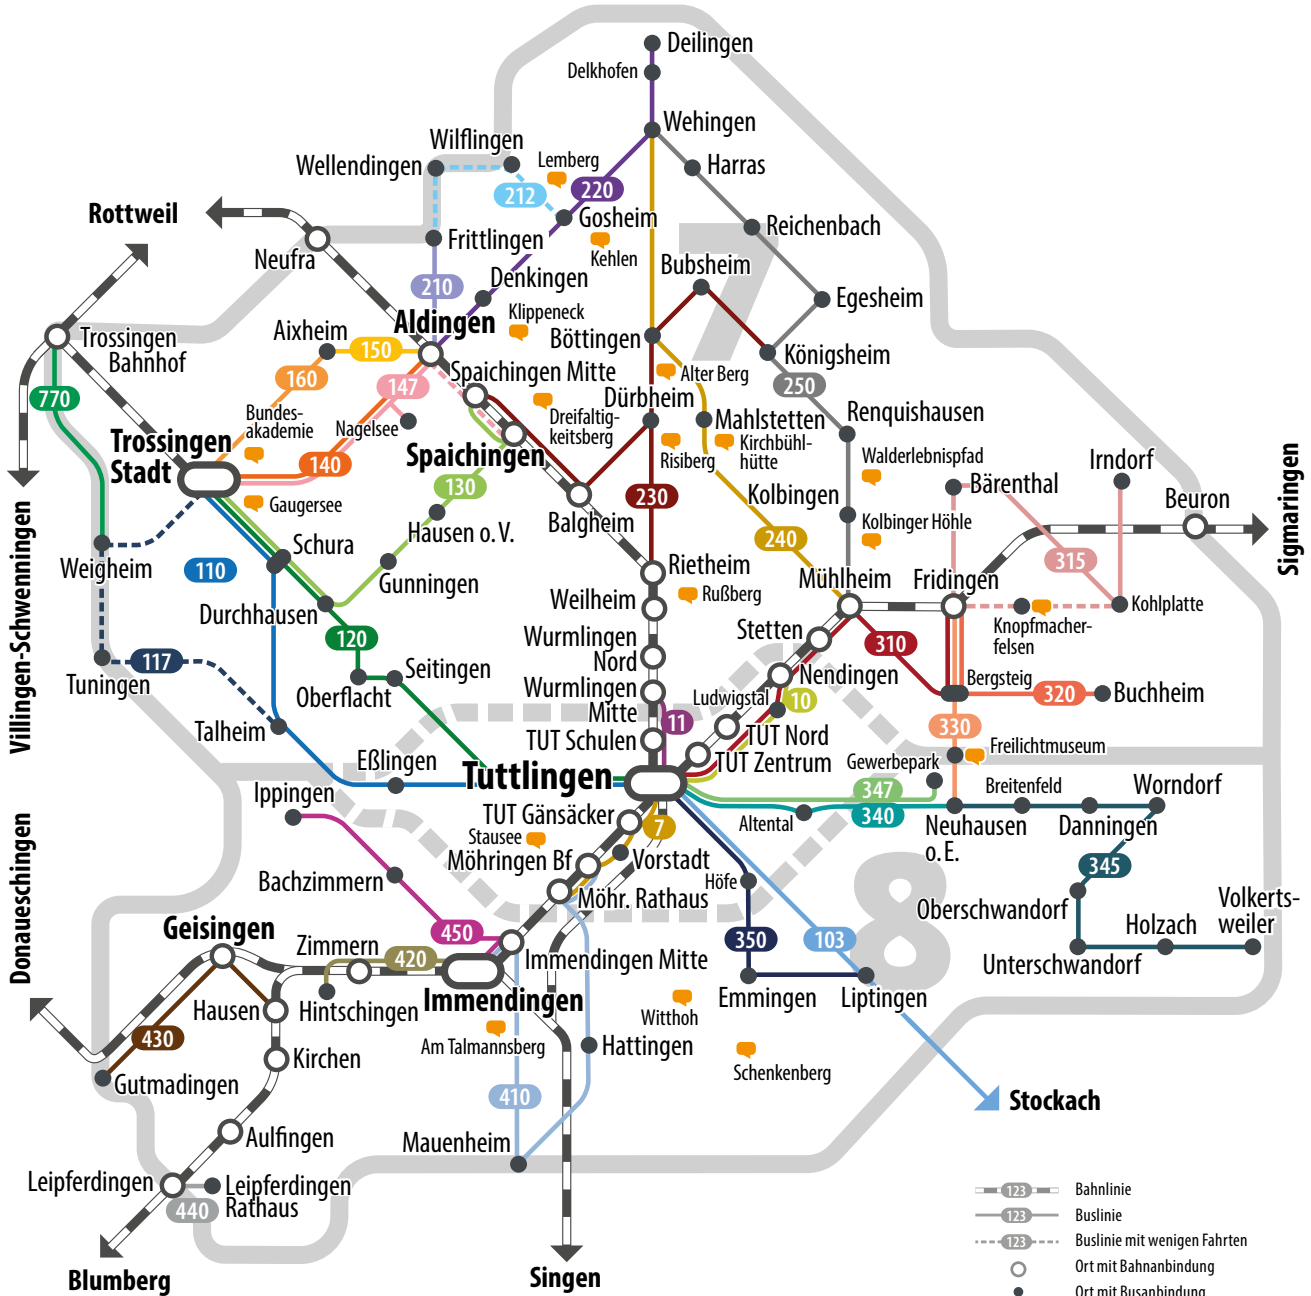 Deilingen
Delkhofen
Wehingen
Wilflingen
Wellendingen
Lemberg
Harras
212
220
Rottweil
Gosheim
Reichenbach
Frittlingen
Neufra
Kehlen
7
Bubsheim
Denkingen
210
Egesheim
Klippeneck
Aldingen
Aixheim
Trossingen
Bahnhof
Böttingen
150
Königsheim
Spaichingen Mitte
Alter Berg
160
147
250
770
Dürbheim
Bundes-
akademie
Nagelsee
Dreifaltig-
keitsberg
Mahlstetten
Renquishausen
Trossingen
Stadt
Kirchbühl-
hütte
Spaichingen
Risiberg
Walderlebnispfad
Irndorf
140
Bärenthal
130
230
Kolbingen
Beuron
Gaugersee
Balgheim
Kolbinger Höhle
Hausen o. V.
240
Sigmaringen
Schura
315
Weigheim
110
Gunningen
Rietheim
Mühlheim
Fridingen
Rußberg
Weilheim
Kohlplatte
Durchhausen
Knopfmacher-
felsen
120
Stetten
Wurmlingen
Nord
310
Villingen-Schwenningen
117
Seitingen
Nendingen
Bergsteig
Tuningen
Oberflacht
Wurmlingen
Mitte
Ludwigstal
10
320
Buchheim
11
Talheim
330
TUT Schulen
TUT Nord
Freilichtmuseum
TUT Zentrum
Eßlingen
Gewerbepark
Tuttlingen
Ippingen
347
Breitenfeld
Worndorf
TUT Gänsäcker
7
Altental
340
Neuhausen
o. E.
Danningen
Stausee
Möhringen Bf
Vorstadt
345
Bachzimmern
Höfe
8
Möhr. Rathaus
Oberschwandorf
Volkerts-
weiler
Donaueschingen
Geisingen
Holzach
450
350
103
Zimmern
420
Immendingen Mitte
Unterschwandorf
Immendingen
Emmingen
Liptingen
Hausen
Hintschingen
Witthoh
430
Am Talmannsberg
Hattingen
Kirchen
Schenkenberg
Gutmadingen
410
Stockach
Aulfingen
Mauenheim
Leipferdingen
Leipferdingen
Rathaus
440
123 Bahnlinie
123 Buslinie
123 Buslinie mit wenigen Fahrten
Ort mit Bahnanbindung
Ort mit Busanbindung
Blumberg
Singen